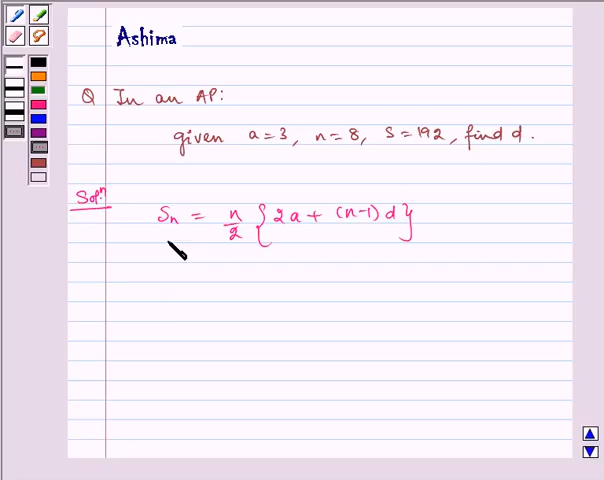 Ashima
Q In an AP:
given a=3, n=8, S=192, find d.
Solⁿ
Sn = n/2 {2a + (n-1)d}